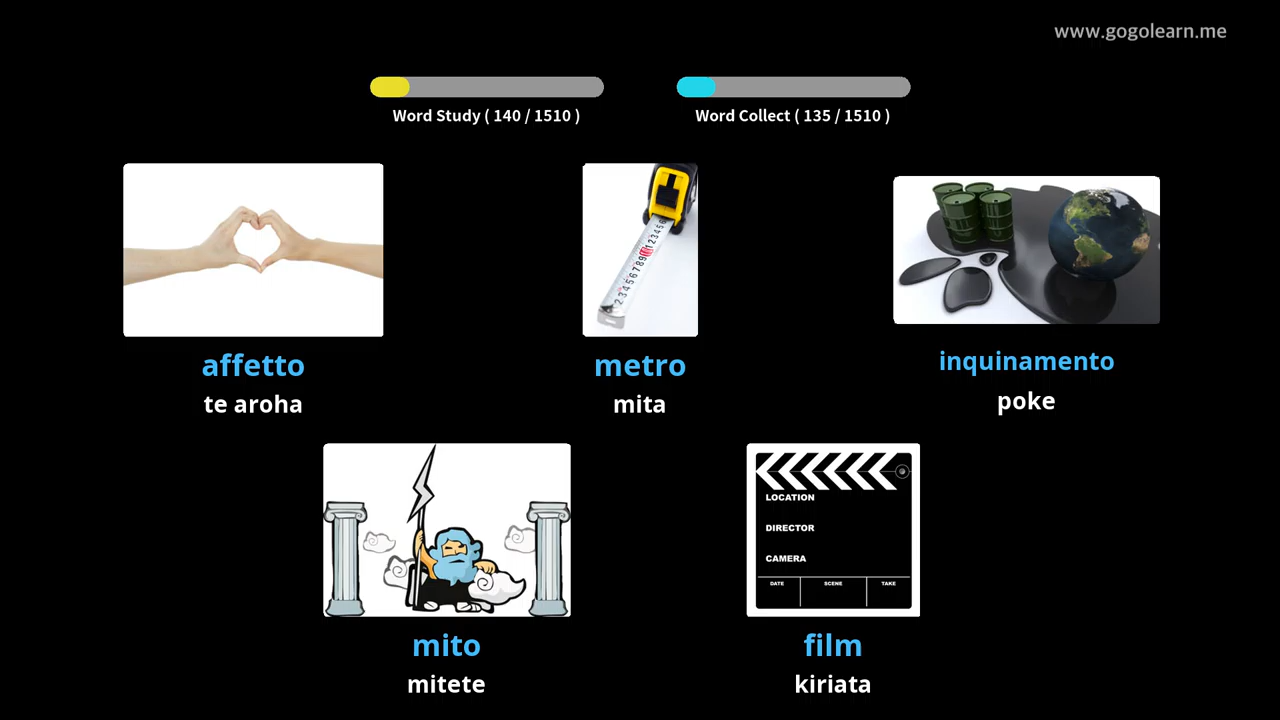 www.gogolearn.me
Word Study ( 140 / 1510 )
Word Collect ( 135 / 1510 )
affetto
te aroha
metro
mita
inquinamento
poke
LOCATION
DIRECTOR
CAMERA
DATE SCENE TAKE
mito
mitete
film
kiriata